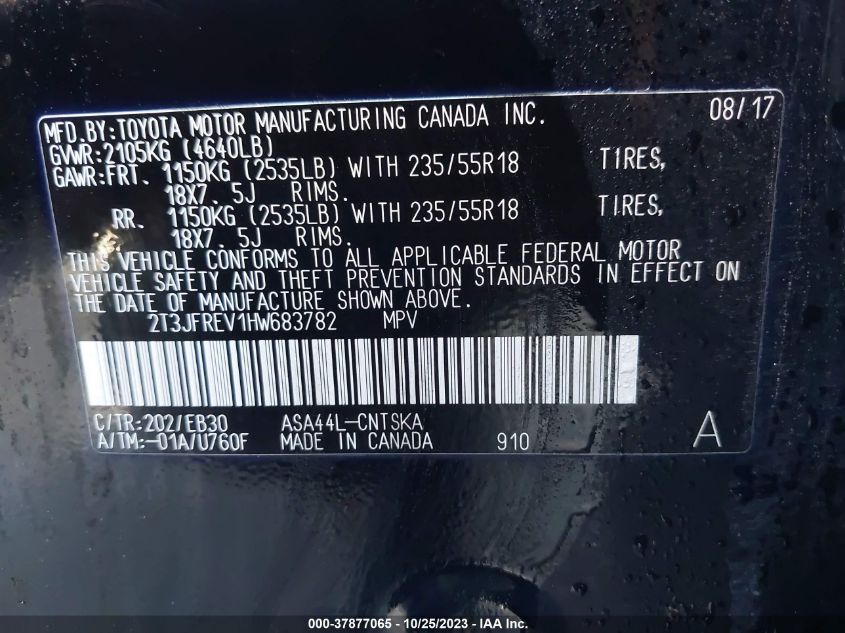 MFD.BY:TOYOTA MOTOR MANUFACTURING CANADA INC. 08/17
GVWR:2105KG (4640LB)
GAWR:FRT. 1150KG (2535LB) WITH 235/55R18 TIRES,
18X7. 5J RIMS.
RR. 1150KG (2535LB) WITH 235/55R18 TIRES,
18X7. 5J RIMS.
THIS VEHICLE CONFORMS TO ALL APPLICABLE FEDERAL MOTOR
VEHICLE SAFETY AND THEFT PREVENTION STANDARDS IN EFFECT ON
THE DATE OF MANUFACTURE SHOWN ABOVE.
2T3JFREV1HW683782 MPV
C/TR:202/EB30 ASA44L-CNTSKA
A/TM:-01A/U760F MADE IN CANADA 910 A
000-37877065 - 10/25/2023 - IAA Inc.